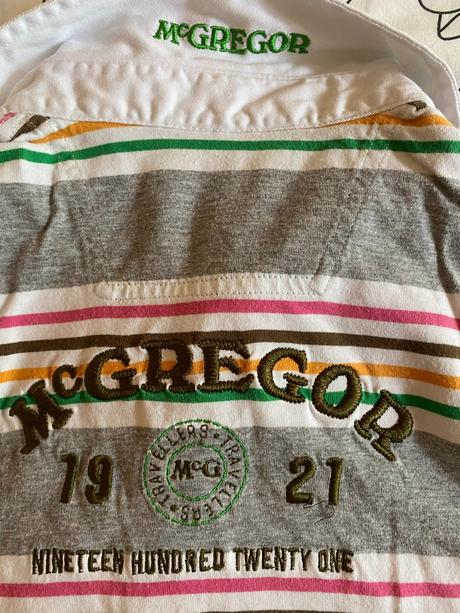 McGREGOR
McGREGOR
19 21
TRAVELLERS • TRAVELLERS •
McG
NINETEEN HUNDRED TWENTY ONE